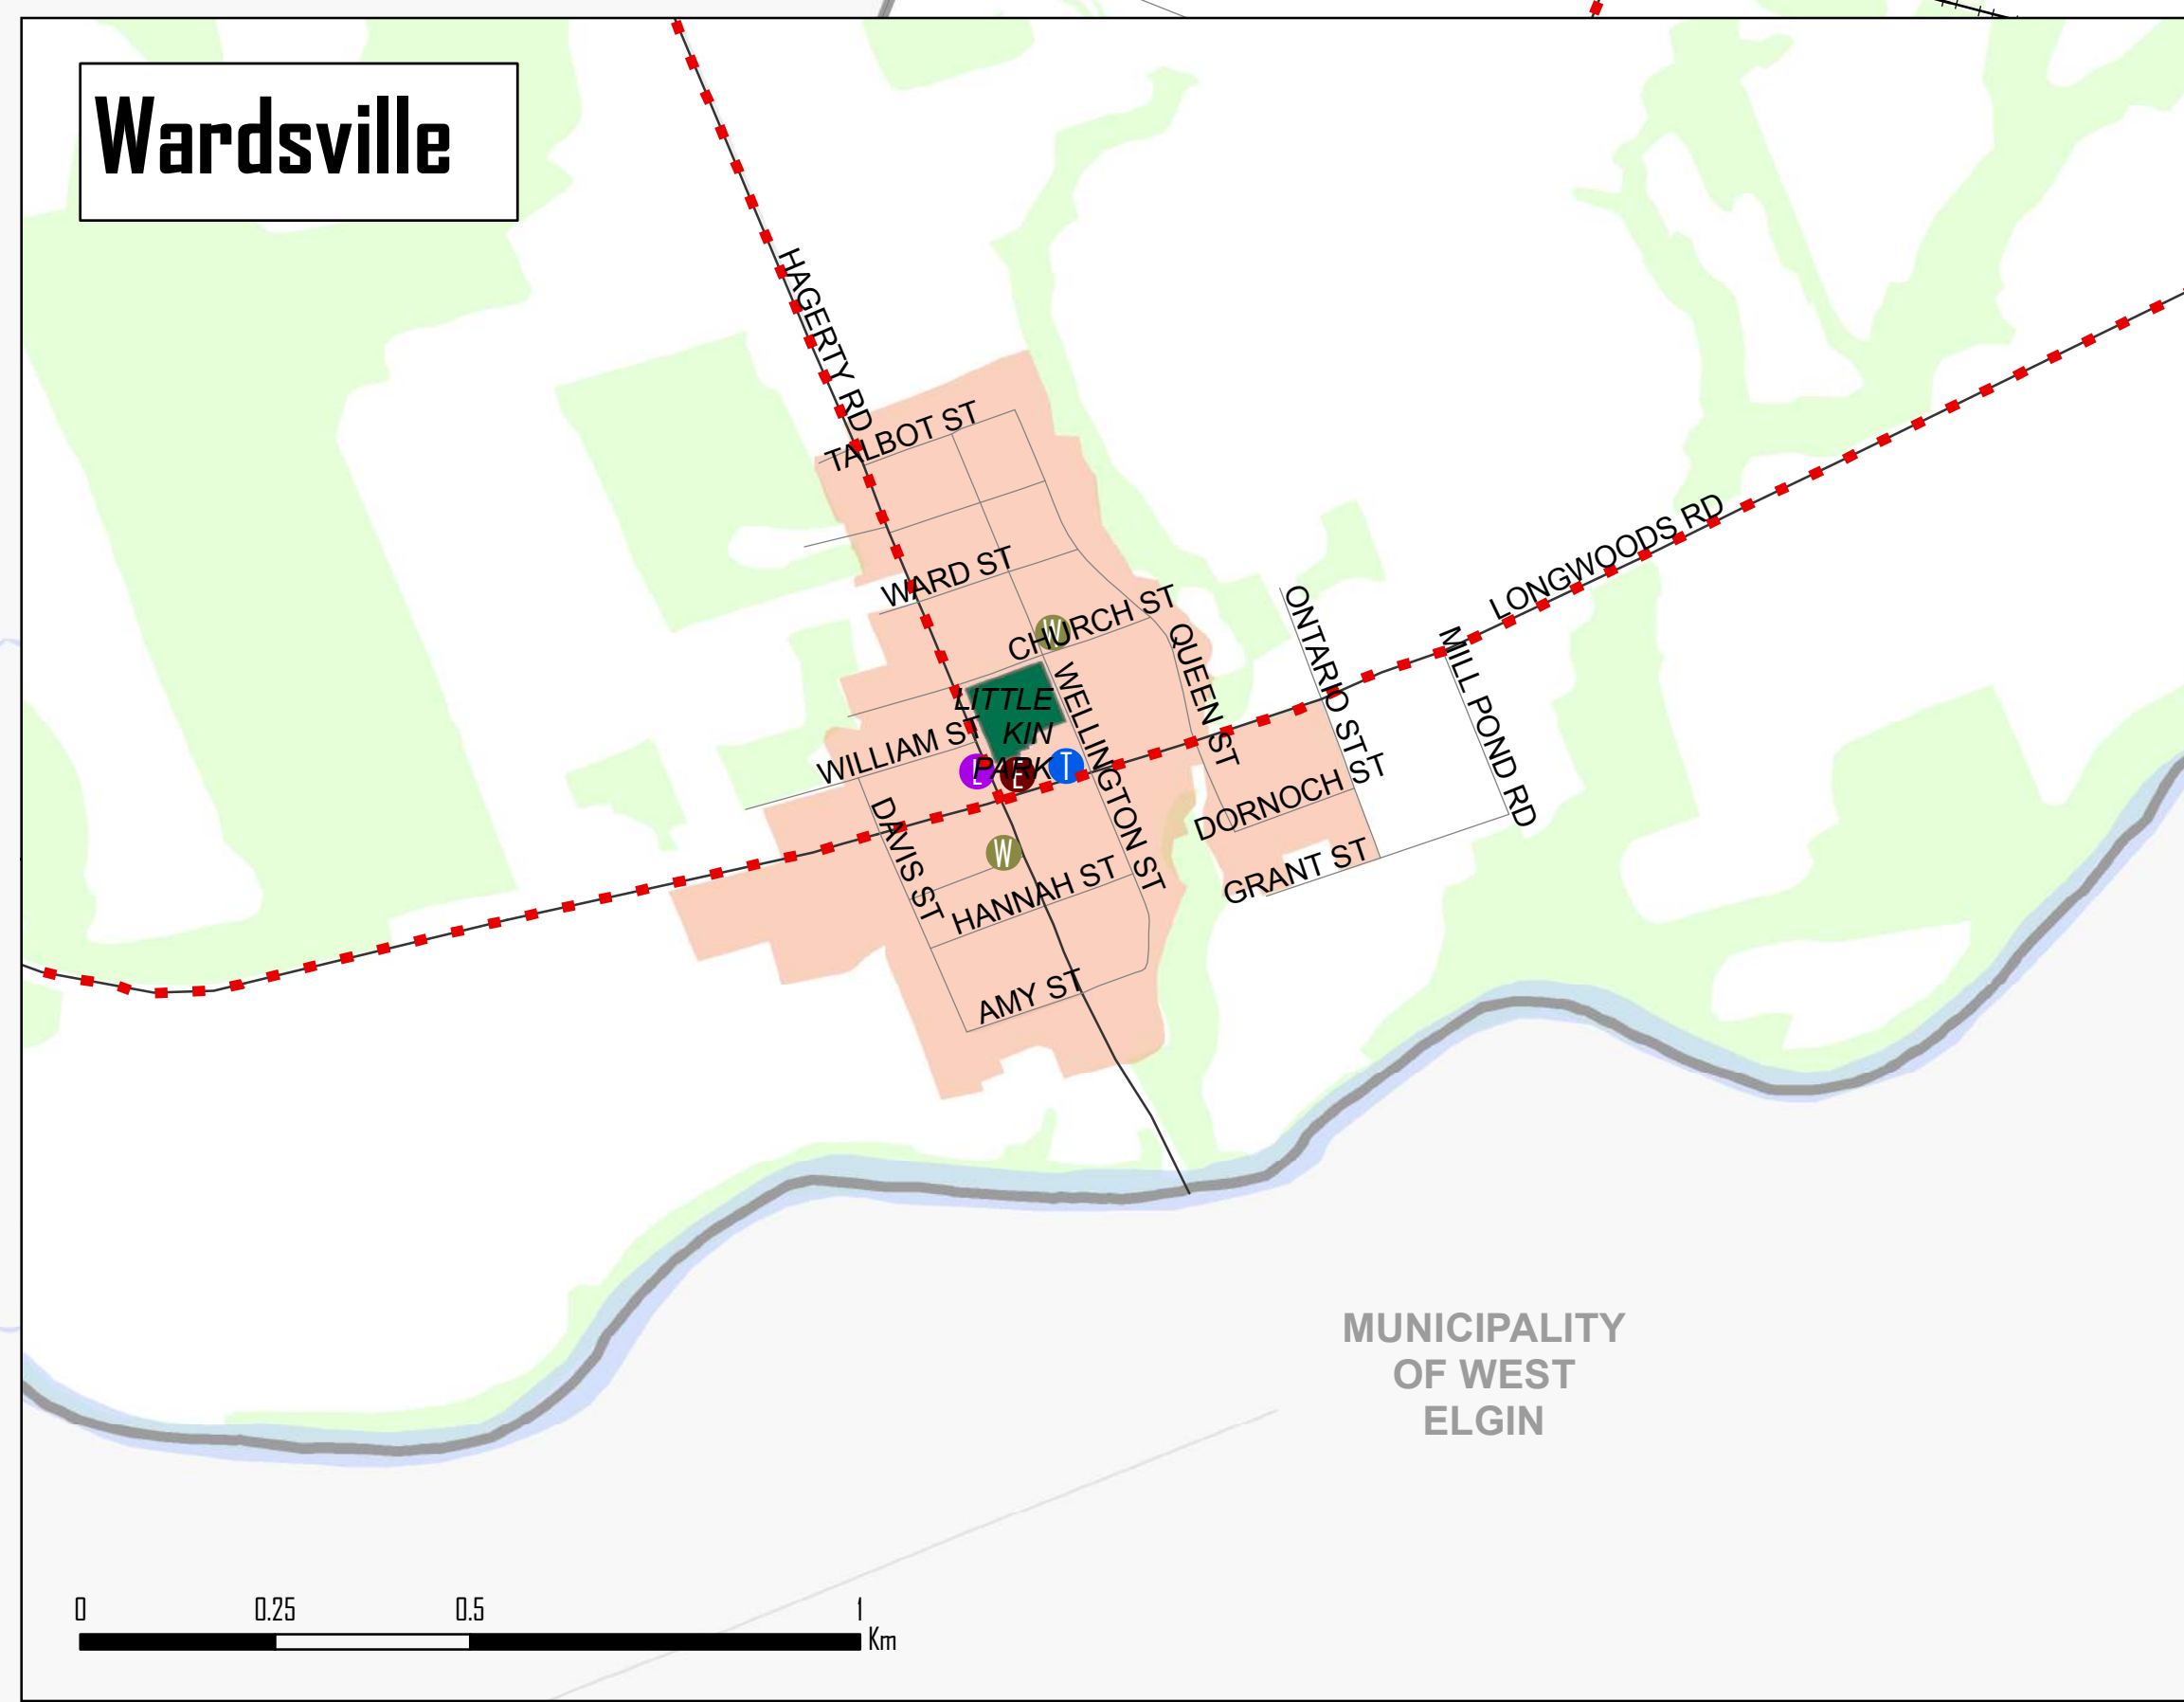 Wardsville
HAGERTY RD
TALBOT ST
WARD ST
CHURCH ST
W
QUEEN ST
ONTARIO ST
LONGWOODS RD
MILL POND RD
LITTLE
KIN
PARK
WELLINGTON ST
WILLIAM ST
L
E
T
DAVIS ST
W
DORNOCH ST
GRANT ST
HANNAH ST
AMY ST
MUNICIPALITY
OF WEST
ELGIN
0 0.25 0.5 1
Km